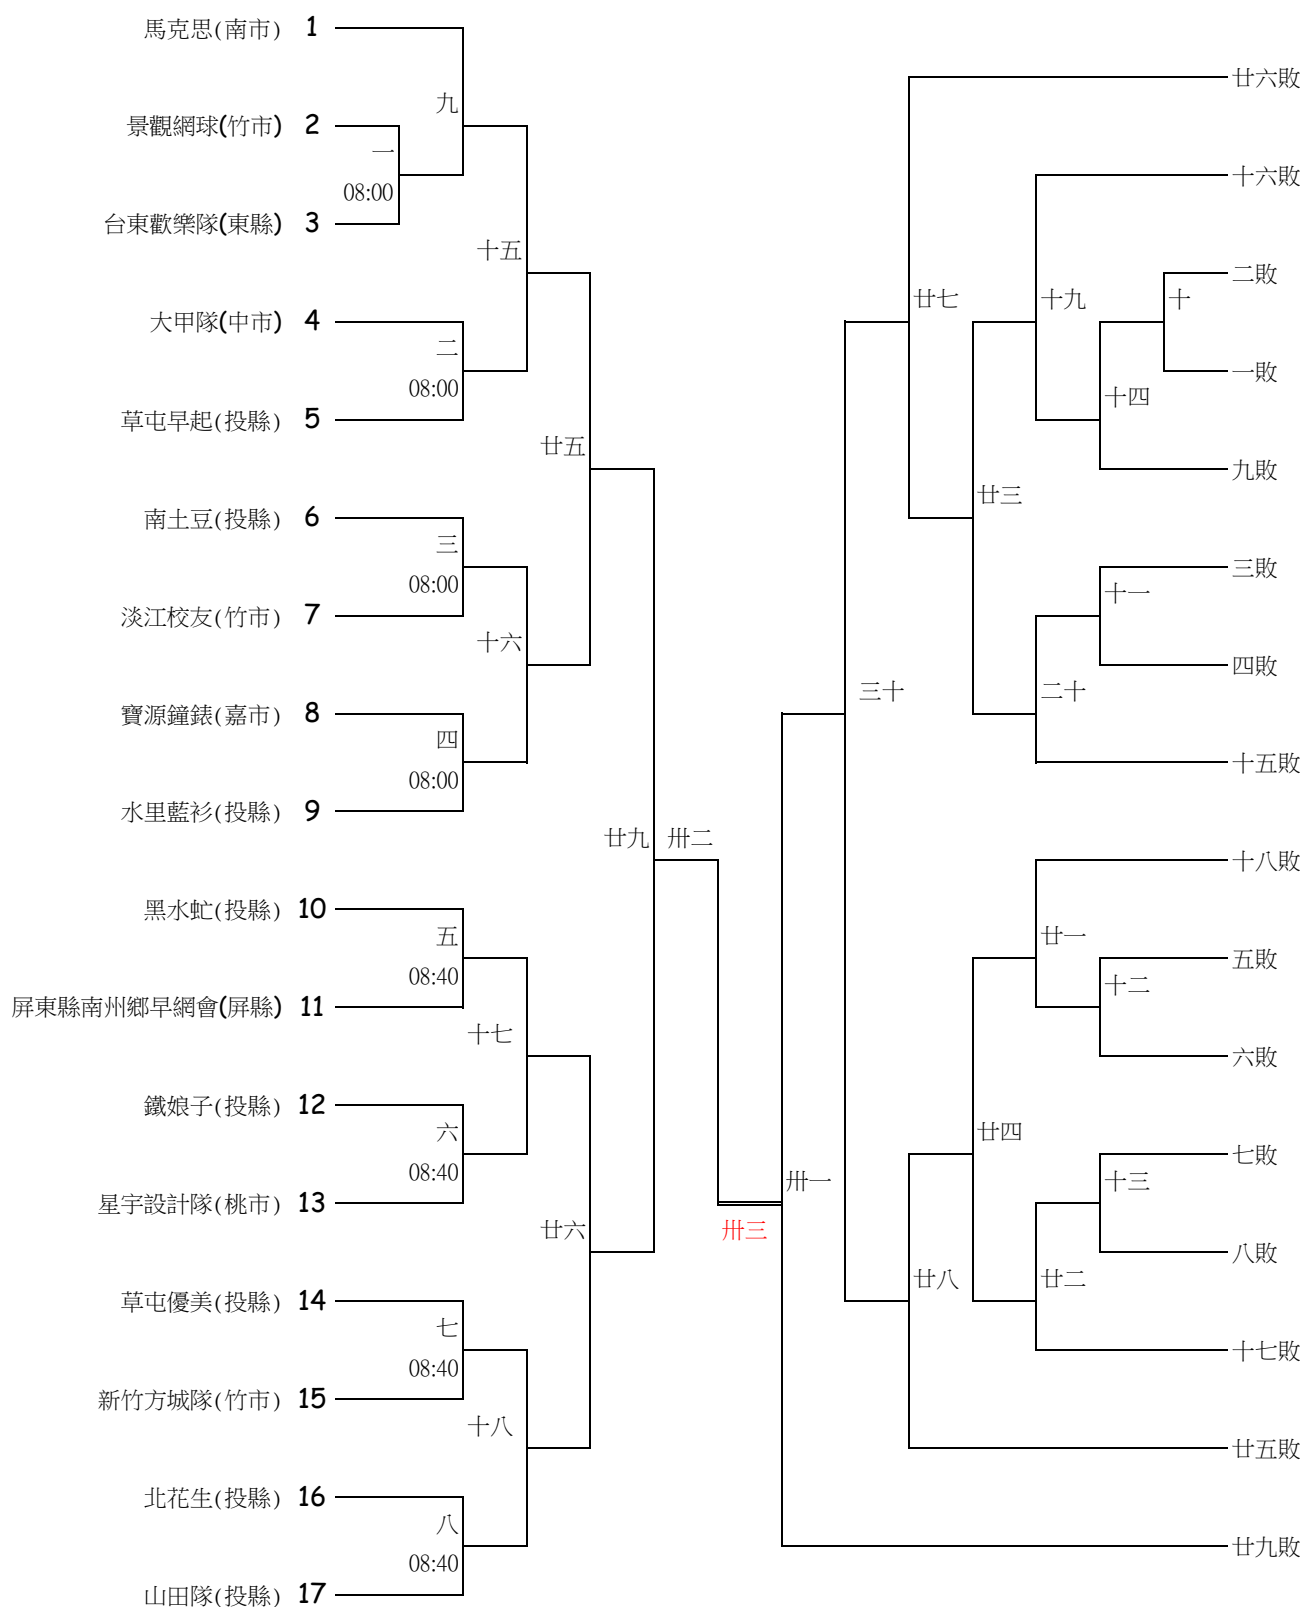 馬克思(南市) 1
九
景觀網球(竹市) 2
一
08:00
台東歡樂隊(東縣) 3
十五
大甲隊(中市) 4
二
08:00
草屯早起(投縣) 5
廿五
南土豆(投縣) 6
三
08:00
淡江校友(竹市) 7
十六
寶源鐘錶(嘉市) 8
四
08:00
水里藍衫(投縣) 9
廿九
卅二
黑水虻(投縣) 10
五
08:40
屏東縣南州鄉早網會(屏縣) 11
十七
鐵娘子(投縣) 12
六
08:40
星宇設計隊(桃市) 13
廿六
草屯優美(投縣) 14
七
08:40
新竹方城隊(竹市) 15
十八
北花生(投縣) 16
八
08:40
山田隊(投縣) 17
卅三
卅一
三十
廿七
廿八
廿三
廿四
十九
二十
廿一
廿二
十
十四
十一
十二
十三
廿六敗
十六敗
二敗
一敗
九敗
三敗
四敗
十五敗
十八敗
五敗
六敗
七敗
八敗
十七敗
廿五敗
廿九敗